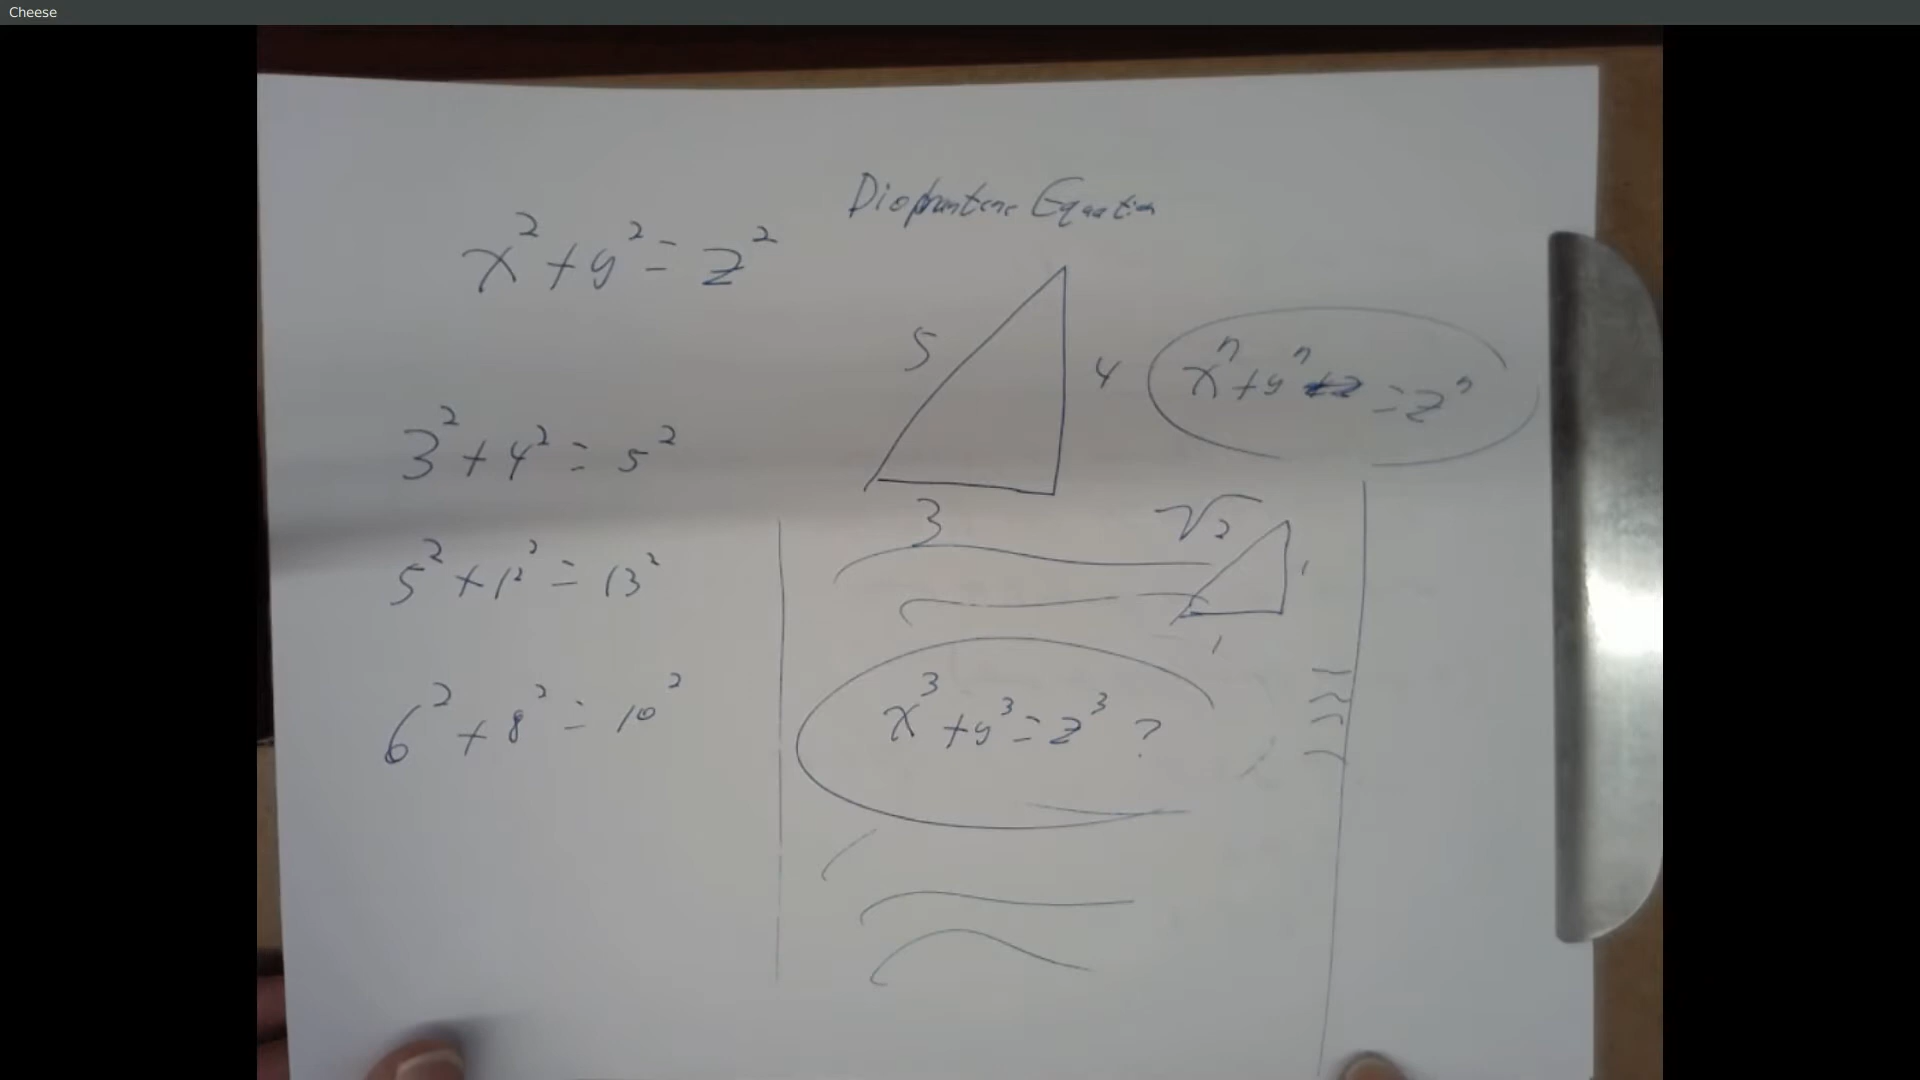 Cheese
Diophantene Equation
x² + y² = z²
5
4
xⁿ + yⁿ = zⁿ
3² + 4² = 5²
3
√2
1
1
5² + 12² = 13²
6² + 8² = 10²
x³ + y³ = z³ ?